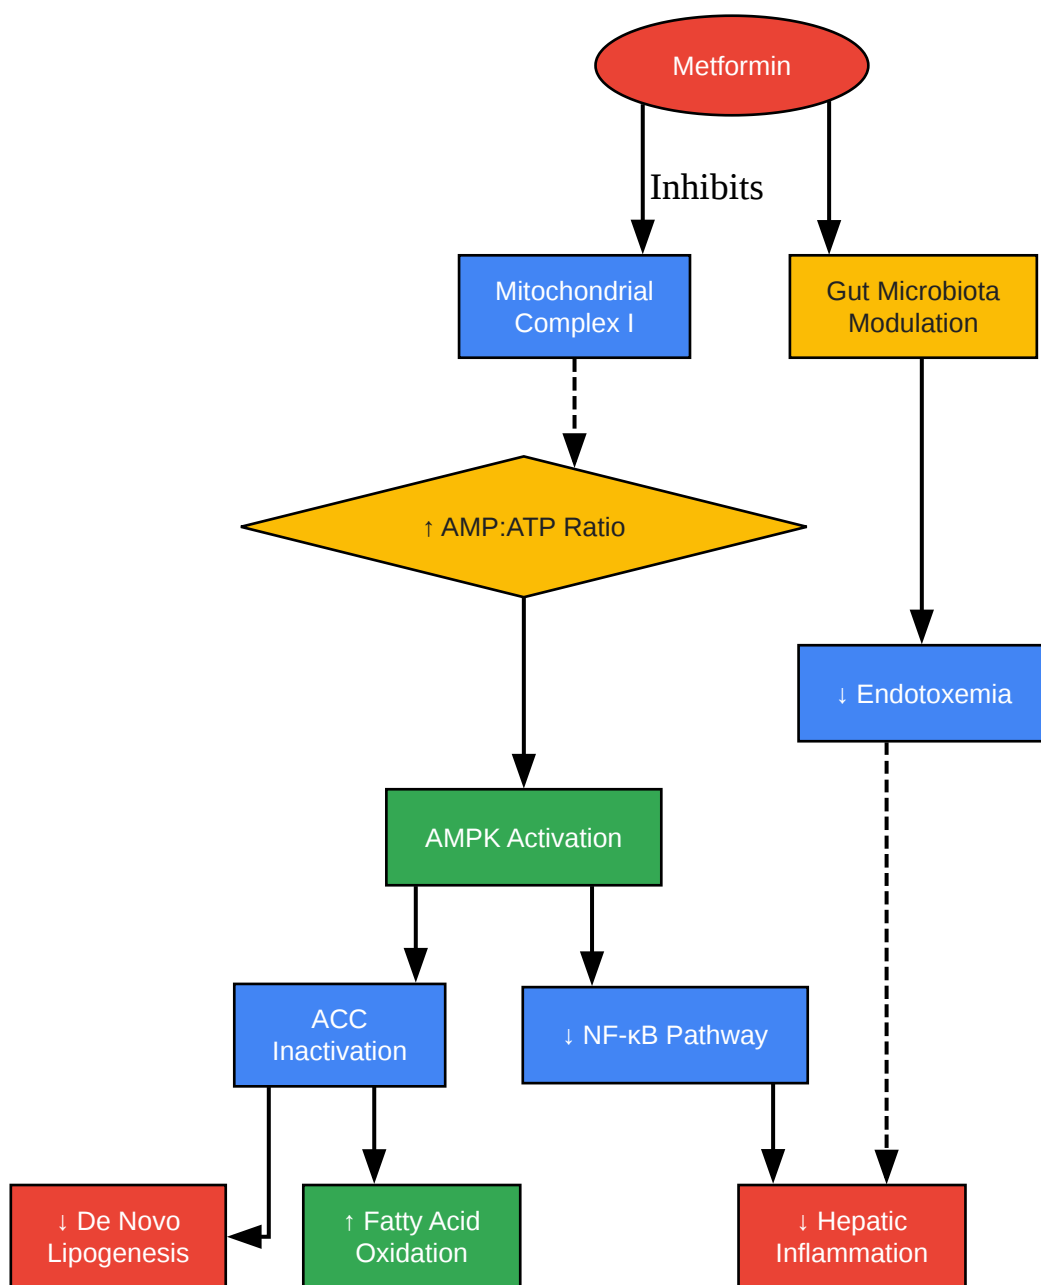 Metformin
Inhibits
Mitochondrial
Complex I
Gut Microbiota
Modulation
↑ AMP:ATP Ratio
↓ Endotoxemia
AMPK Activation
ACC
Inactivation
↓ NF-κB Pathway
↓ De Novo
Lipogenesis
↑ Fatty Acid
Oxidation
↓ Hepatic
Inflammation